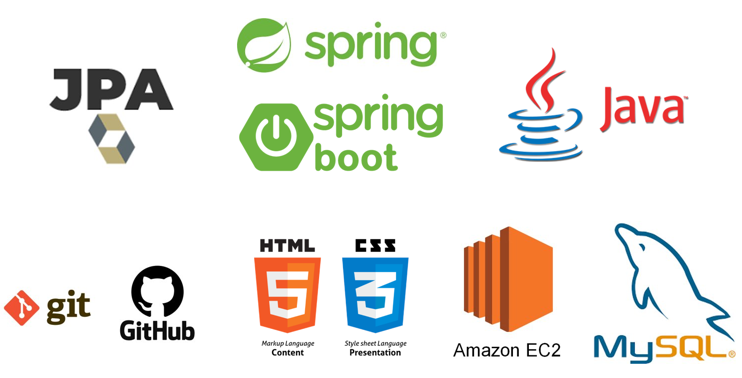 JPA
spring®
spring
boot
Java™
git
GitHub
HTML
5
Markup Language
Content
CSS
3
Style sheet Language
Presentation
Amazon EC2
MySQL®